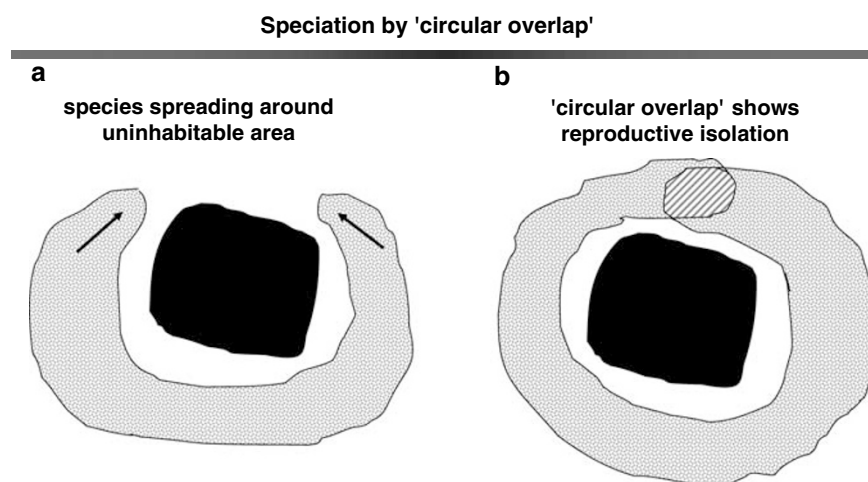 Speciation by 'circular overlap'
a
species spreading around
uninhabitable area
b
'circular overlap' shows
reproductive isolation